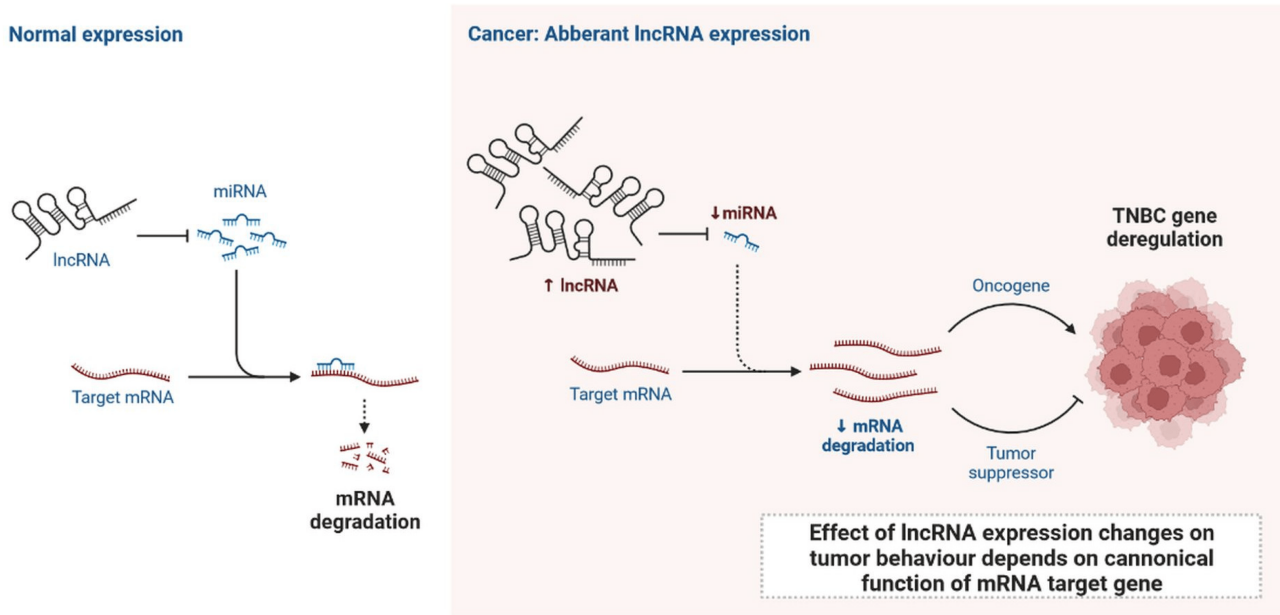 Normal expression
miRNA
lncRNA
Target mRNA
mRNA
degradation
Cancer: Abberant lncRNA expression
↓miRNA
↑ lncRNA
Target mRNA
↓ mRNA
degradation
Oncogene
Tumor
suppressor
TNBC gene
deregulation
Effect of lncRNA expression changes on
tumor behaviour depends on cannonical
function of mRNA target gene